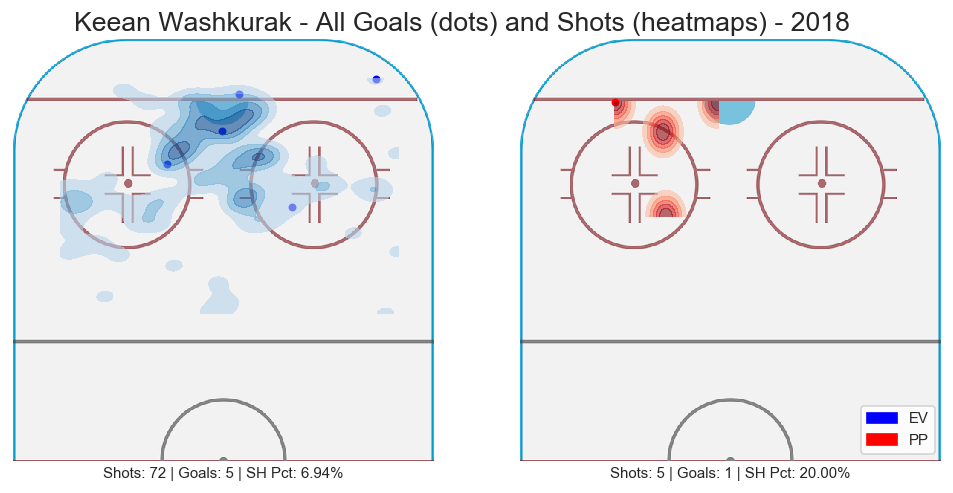 Keean Washkurak - All Goals (dots) and Shots (heatmaps) - 2018
EV
PP
Shots: 72 | Goals: 5 | SH Pct: 6.94%
Shots: 5 | Goals: 1 | SH Pct: 20.00%